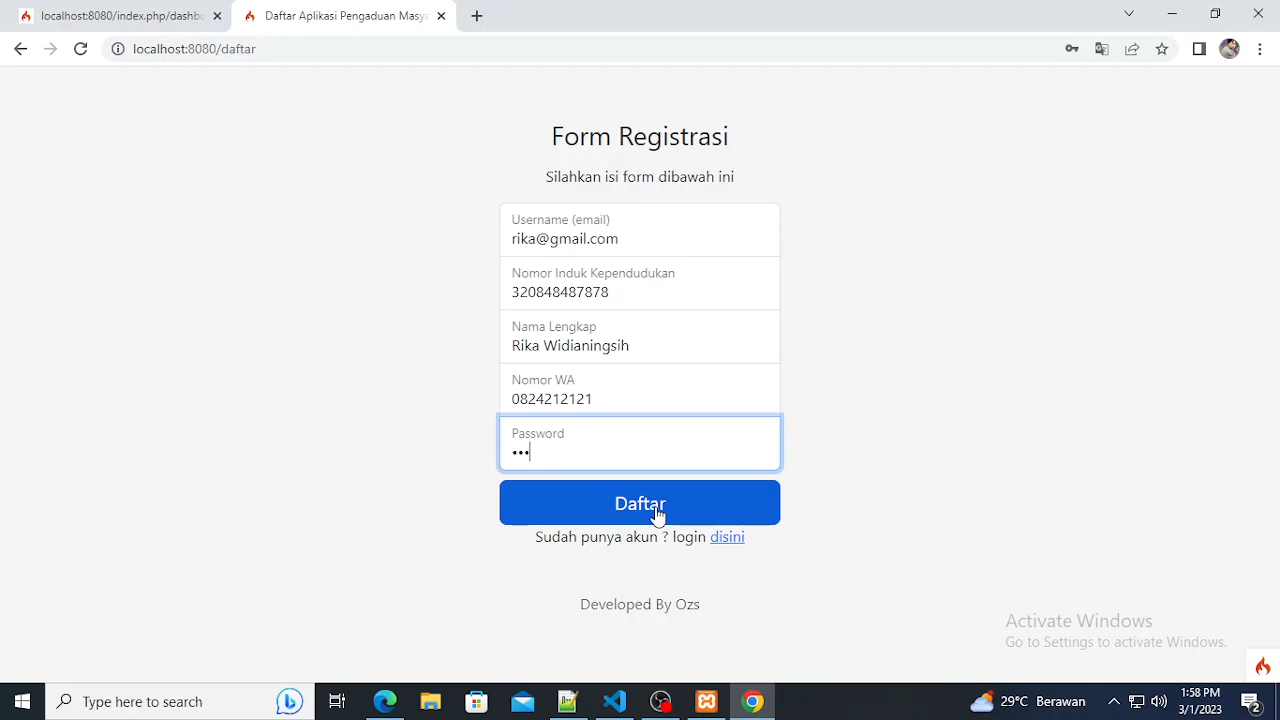 localhost:8080/index.php/dashbo
Daftar Aplikasi Pengaduan Masya
localhost:8080/daftar
Form Registrasi
Silahkan isi form dibawah ini
Username (email)
rika@gmail.com
Nomor Induk Kependudukan
320848487878
Nama Lengkap
Rika Widianingsih
Nomor WA
0824212121
Password
•••
Daftar
Sudah punya akun ? login disini
Developed By Ozs
Activate Windows
Go to Settings to activate Windows.
Type here to search
29°C Berawan
1:58 PM
3/1/2023
2